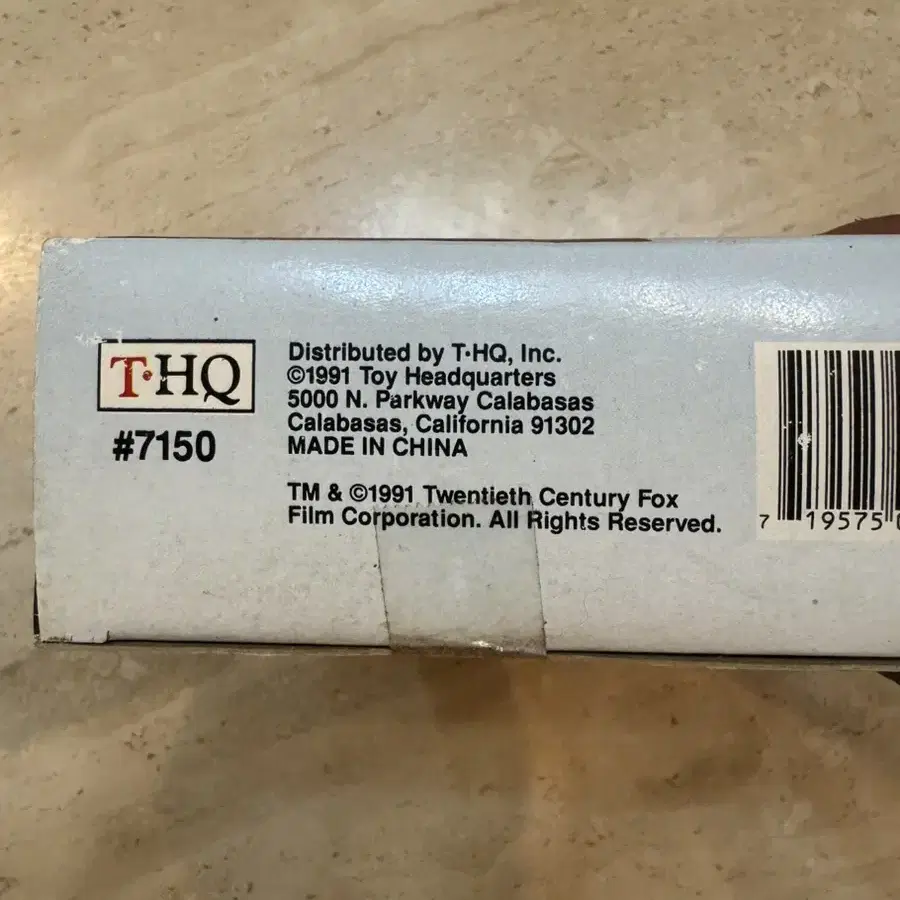 T·HQ
#7150
Distributed by T·HQ, Inc.
©1991 Toy Headquarters
5000 N. Parkway Calabasas
Calabasas, California 91302
MADE IN CHINA
TM & ©1991 Twentieth Century Fox
Film Corporation. All Rights Reserved.
7 19575